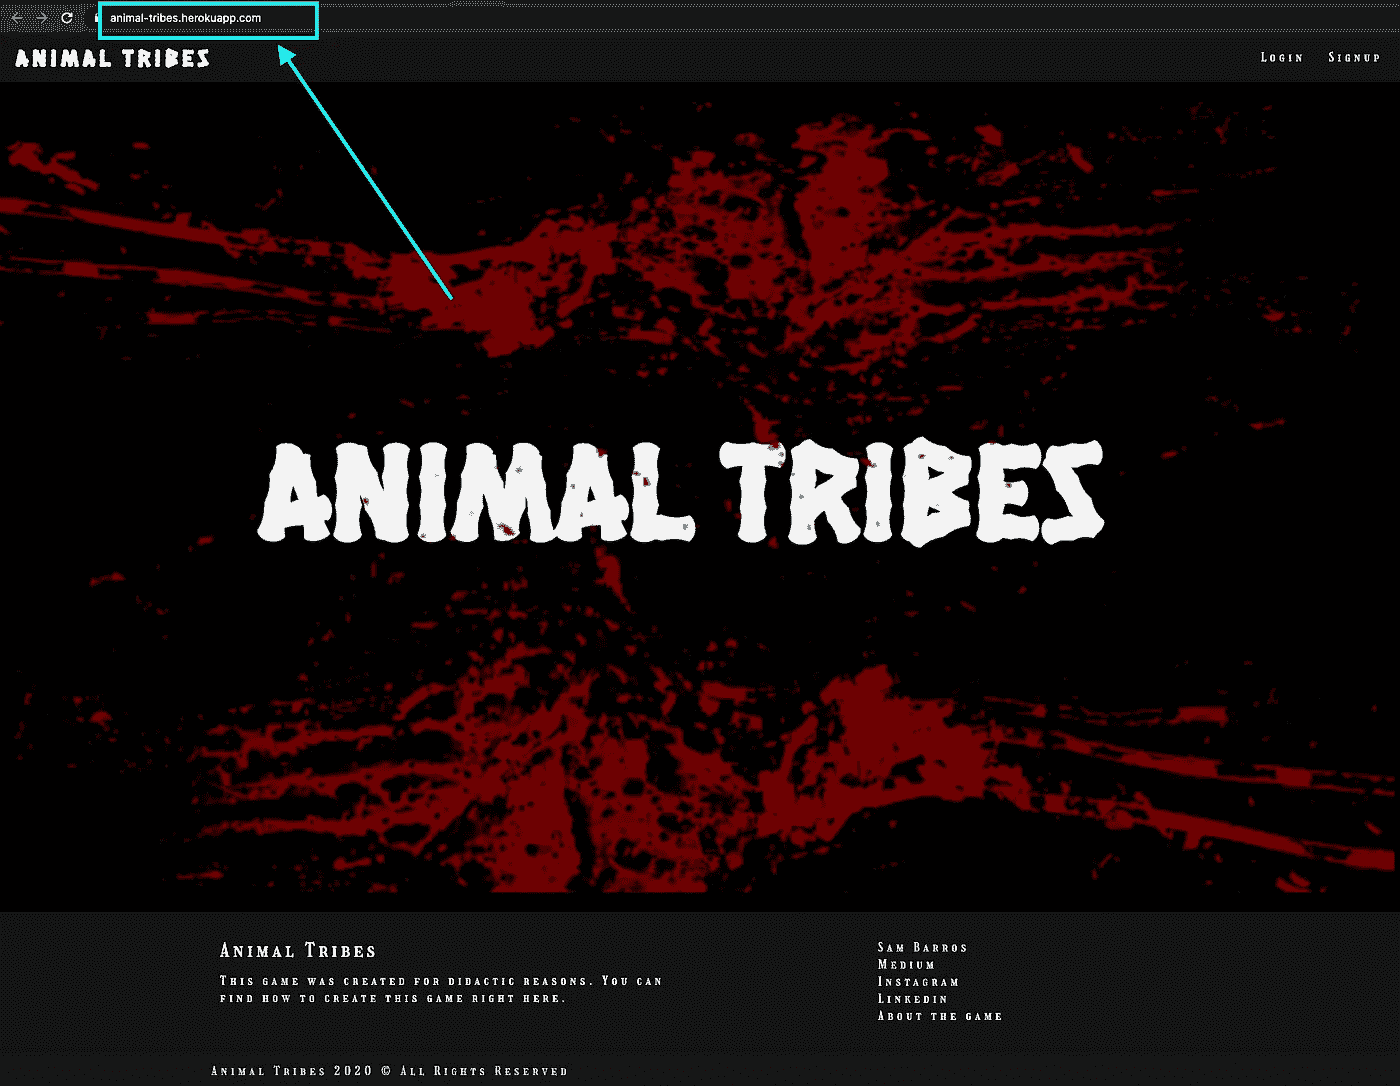 animal-tribes.herokuapp.com
ANIMAL TRIBES
Login Signup
ANIMAL TRIBES
Animal Tribes
This game was created for didactic reasons. You can
find how to create this game right here.
Sam Barros
Medium
Instagram
Linkedin
About the game
Animal Tribes 2020 © All Rights Reserved